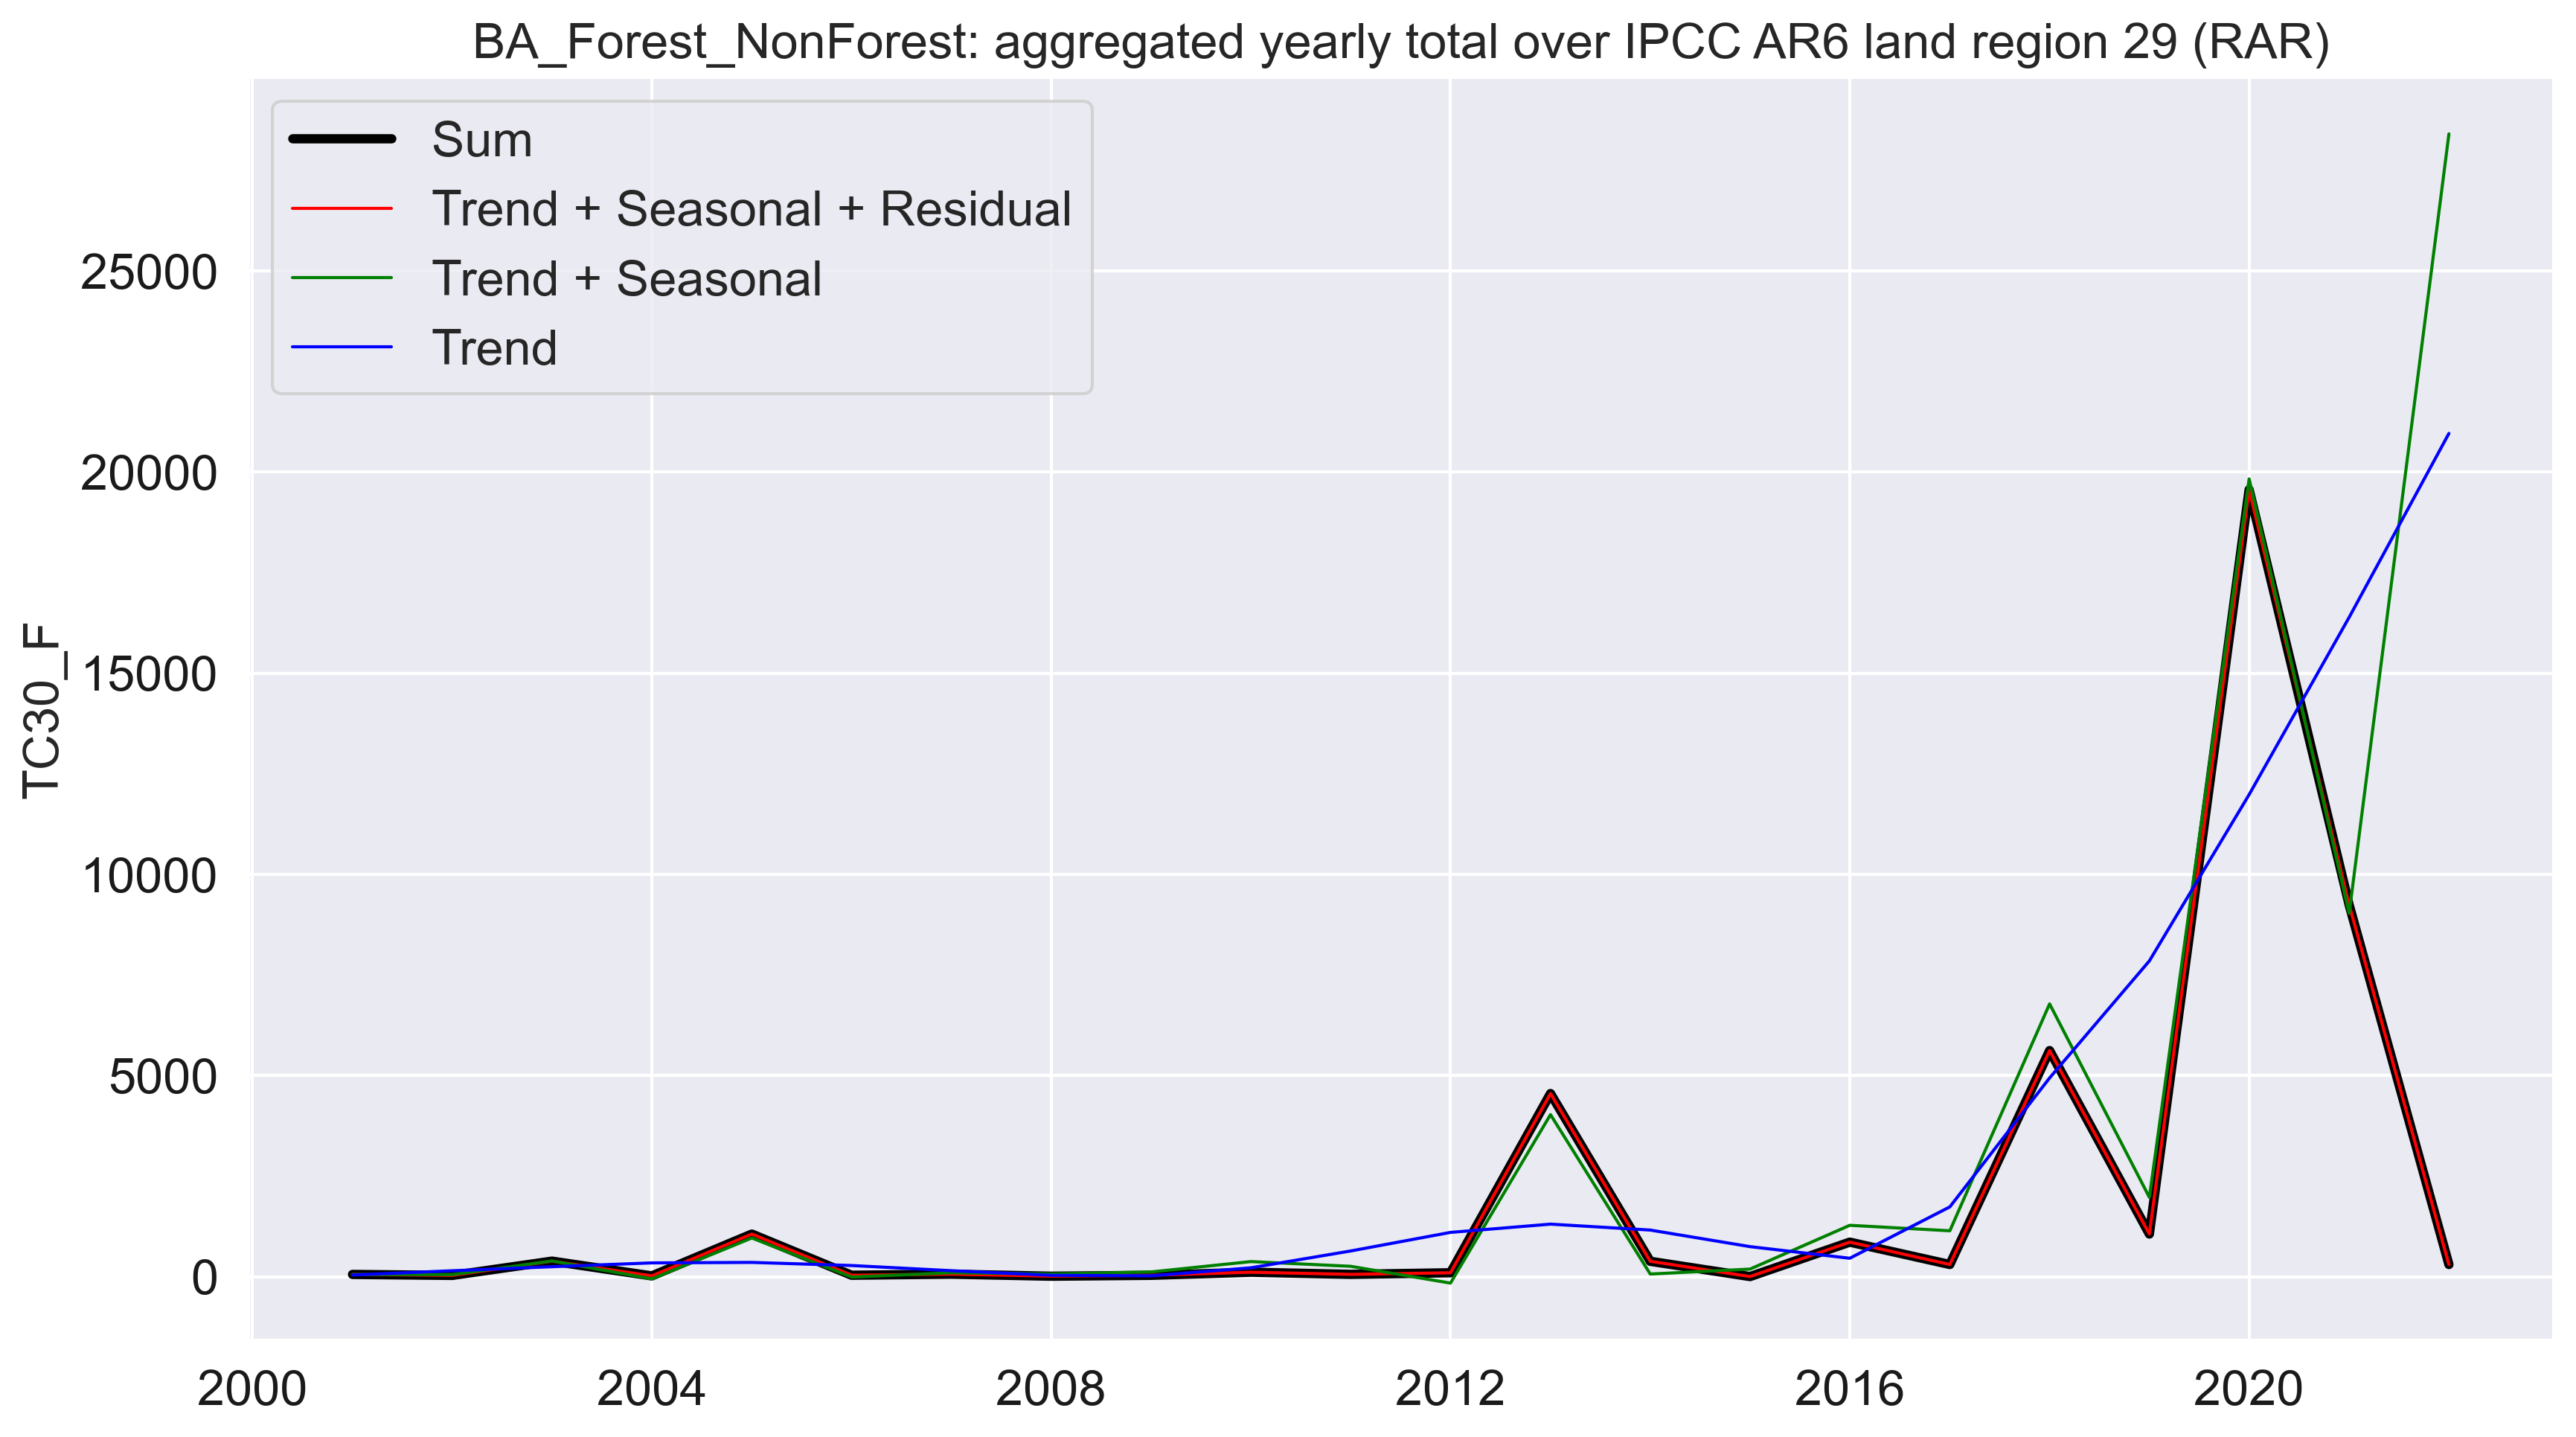 BA_Forest_NonForest: aggregated yearly total over IPCC AR6 land region 29 (RAR)
Sum
Trend + Seasonal + Residual
Trend + Seasonal
Trend
TC30_F
25000
20000
15000
10000
5000
0
2000
2004
2008
2012
2016
2020